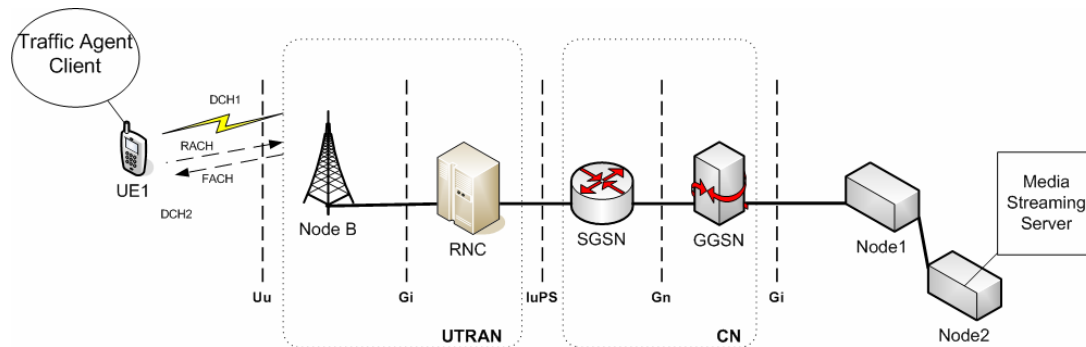 Traffic Agent
Client
UE1
DCH1
RACH
FACH
DCH2
Uu
Node B
Gi
RNC
UTRAN
IuPS
SGSN
Gn
GGSN
CN
Gi
Node1
Node2
Media
Streaming
Server